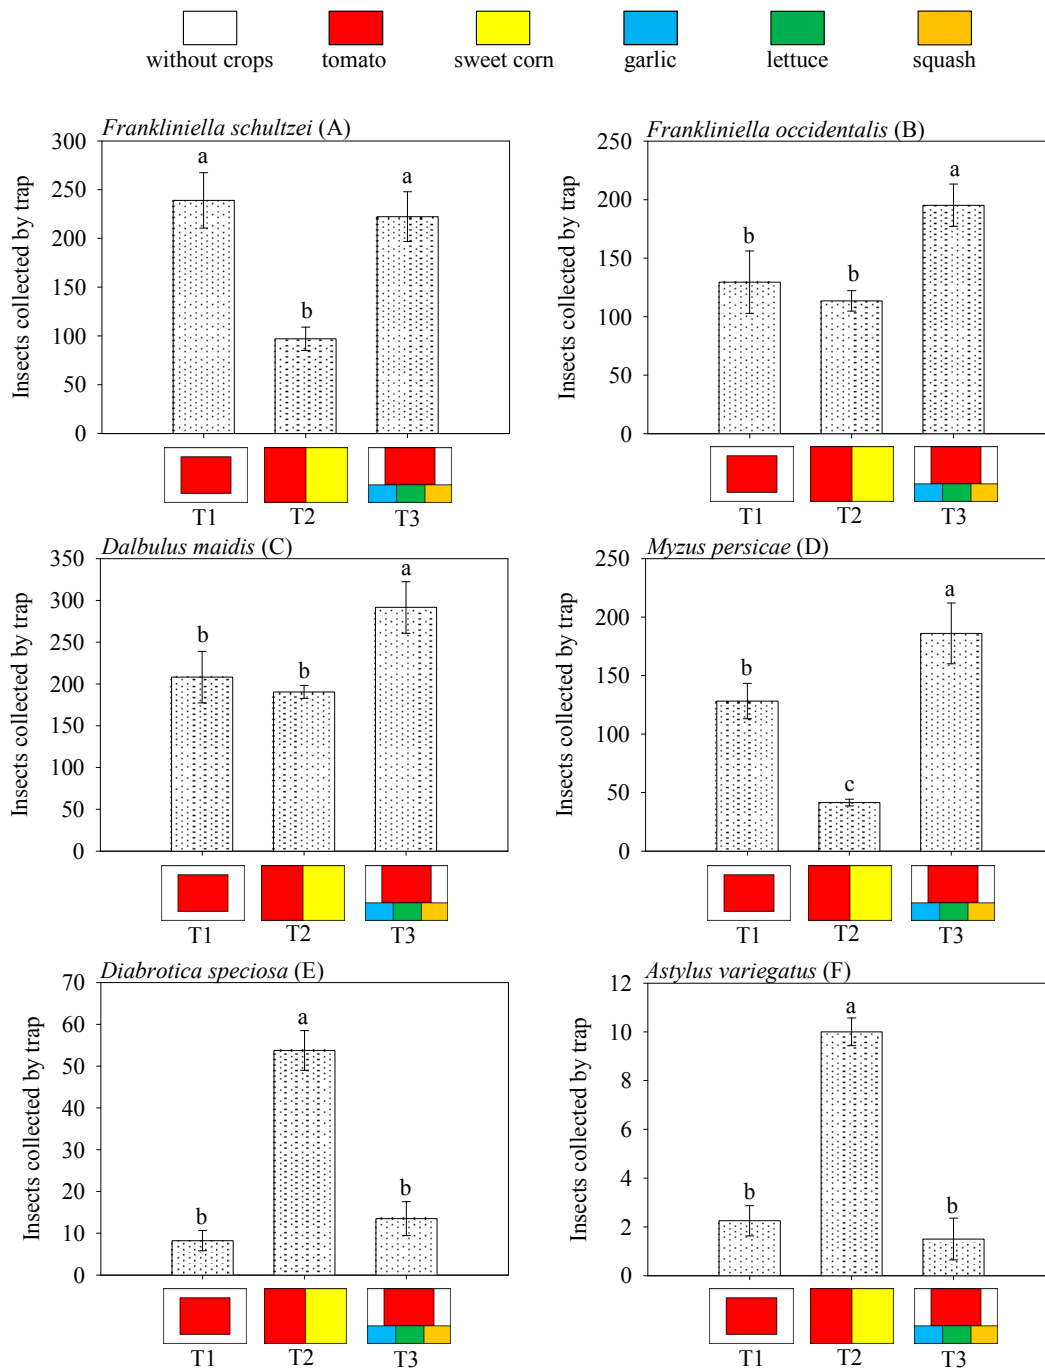 without crops tomato sweet corn garlic lettuce squash
Frankliniella schultzei (A)
Insects collected by trap
300
250
200
150
100
50
0
a
b
a
T1 T2 T3
Frankliniella occidentalis (B)
Insects collected by trap
250
200
150
100
50
0
b
b
a
T1 T2 T3
Dalbulus maidis (C)
Insects collected by trap
350
300
250
200
150
100
50
0
b
b
a
T1 T2 T3
Myzus persicae (D)
Insects collected by trap
250
200
150
100
50
0
b
c
a
T1 T2 T3
Diabrotica speciosa (E)
Insects collected by trap
70
60
50
40
30
20
10
0
b
a
b
T1 T2 T3
Astylus variegatus (F)
Insects collected by trap
12
10
8
6
4
2
0
b
a
b
T1 T2 T3